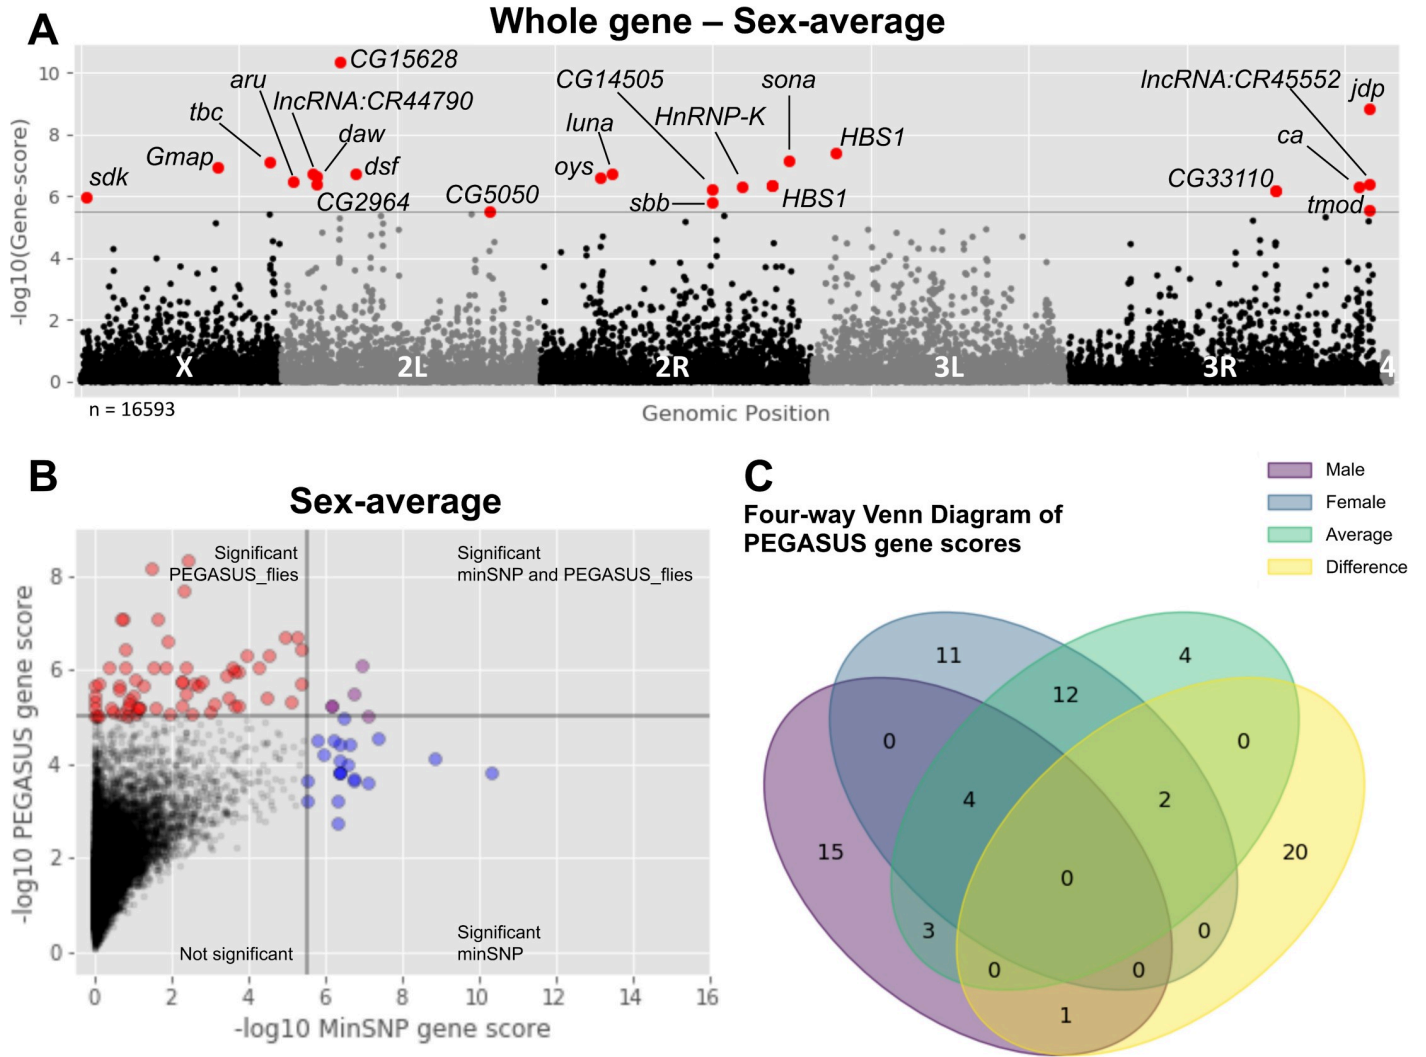 A
Whole gene – Sex-average
-log10(Gene-score)
10
8
6
4
2
0
CG15628
aru
lncRNA:CR44790
tbc
daw
Gmap
dsf
sdk
CG2964
CG5050
CG14505
sona
luna
HnRNP-K
HBS1
oys
sbb
HBS1
lncRNA:CR45552
jdp
ca
CG33110
tmod
X
2L
2R
3L
3R
4
n = 16593
Genomic Position
B
Sex-average
-log10 PEGASUS gene score
8
6
4
2
0
Significant
PEGASUS_flies
Significant
minSNP and PEGASUS_flies
Not significant
Significant
minSNP
0 2 4 6 8 10 12 14 16
-log10 MinSNP gene score
C
Four-way Venn Diagram of
PEGASUS gene scores
Male
Female
Average
Difference
11
4
12
0
0
4
2
15
20
0
3
0
0
0
1